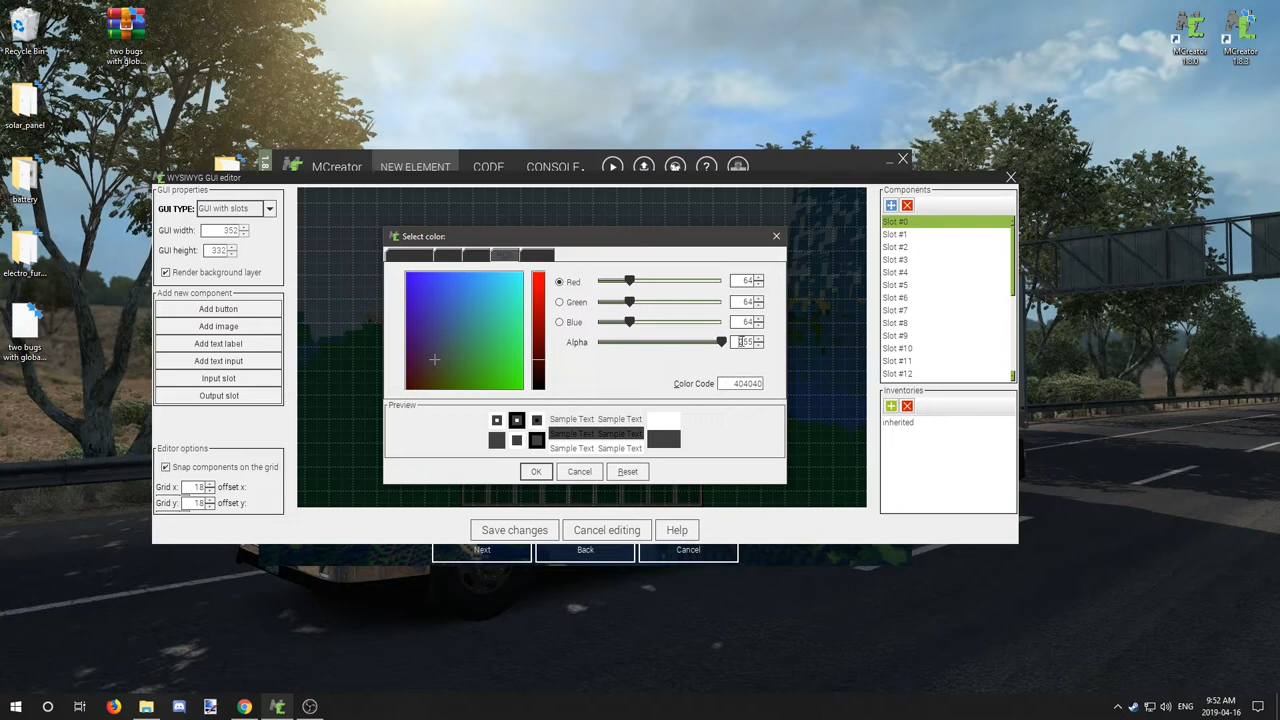 Recycle Bin
two bugs
with glob...
MCreator
1.8.0
MCreator
1.8.3
solar_panel
battery
electro_fur...
two bugs
with globa...
1.8
MCreator
NEW ELEMENT
CODE
CONSOLE
WYSIWYG GUI editor
GUI properties
GUI TYPE:
GUI with slots
GUI width:
352
GUI height:
332
Render background layer
Add new component
Add button
Add image
Add text label
Add text input
Input slot
Output slot
Editor options
Snap components on the grid
Grid x:
18
offset x:
Grid y:
18
offset y:
Select color:
Red
64
Green
64
Blue
64
Alpha
255
Color Code
404040
Preview
Sample Text Sample Text
Sample Text Sample Text
Sample Text Sample Text
OK
Cancel
Reset
Components
Slot #0
Slot #1
Slot #2
Slot #3
Slot #4
Slot #5
Slot #6
Slot #7
Slot #8
Slot #9
Slot #10
Slot #11
Slot #12
Inventories
inherited
Save changes
Cancel editing
Help
Next
Back
Cancel
ENG
9:52 AM
2019-04-16